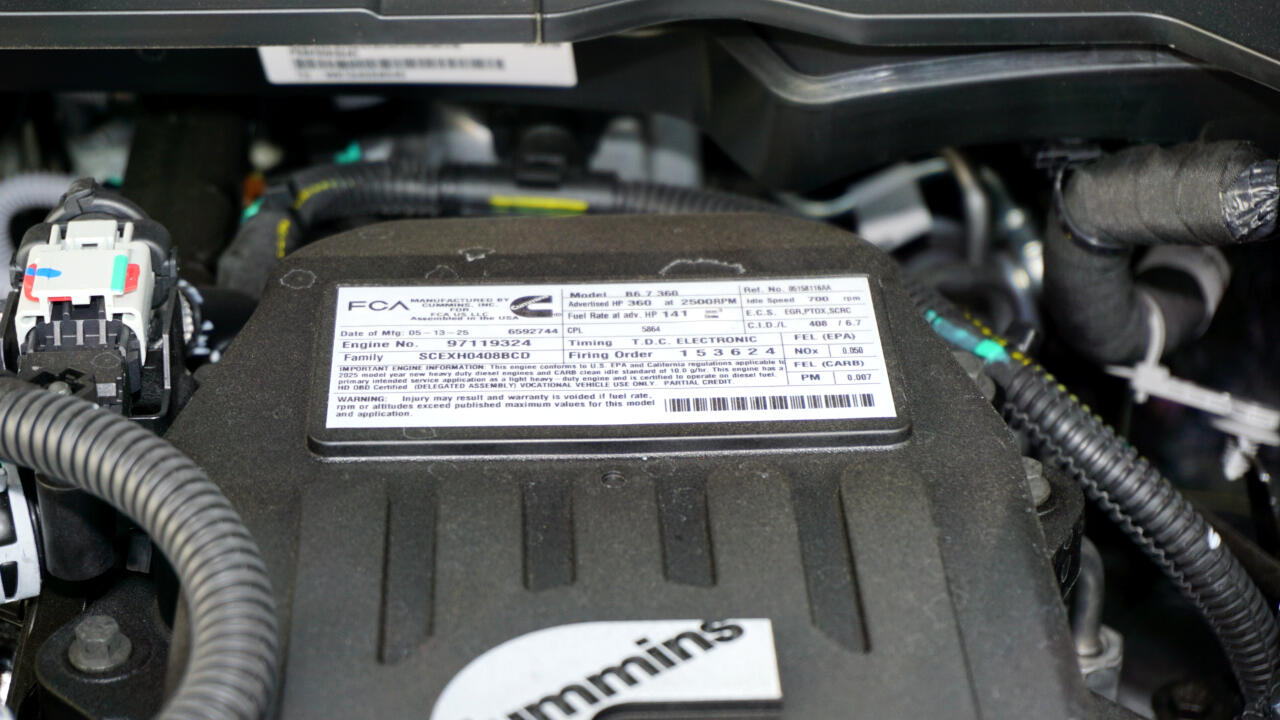 FCA
MANUFACTURED BY
CUMMINS, INC.
FOR
FCA US LLC
Assembled in the USA
Date of Mfg: 05-13-25 6592744
Engine No. 97119324
Family SCEXH0408BCD
Model B6.7 360
Advertised HP 360 at 2500RPM
Fuel Rate at adv. HP 141
CPL 5864
Timing T.D.C. ELECTRONIC
Firing Order 1 5 3 6 2 4
Ref. No. 05158116AA
Idle Speed 700 rpm
E.C.S. EGR,PTOX,SCRC
C.I.D./L 408 / 6.7
FEL (EPA)
NOx 0.050
FEL (CARB)
PM 0.007
IMPORTANT ENGINE INFORMATION: This engine conforms to U.S. EPA and California regulations applicable to
2025 model year new heavy duty diesel engines and CARB clean idle standard of 10.0 g/hr. This engine has a
primary intended service application as a light heavy - duty engine and is certified to operate on diesel fuel.
HD OBD Certified (DELEGATED ASSEMBLY) VOCATIONAL VEHICLE USE ONLY. PARTIAL CREDIT.
WARNING: Injury may result and warranty is voided if fuel rate,
rpm or altitudes exceed published maximum values for this model
and application.
ummins